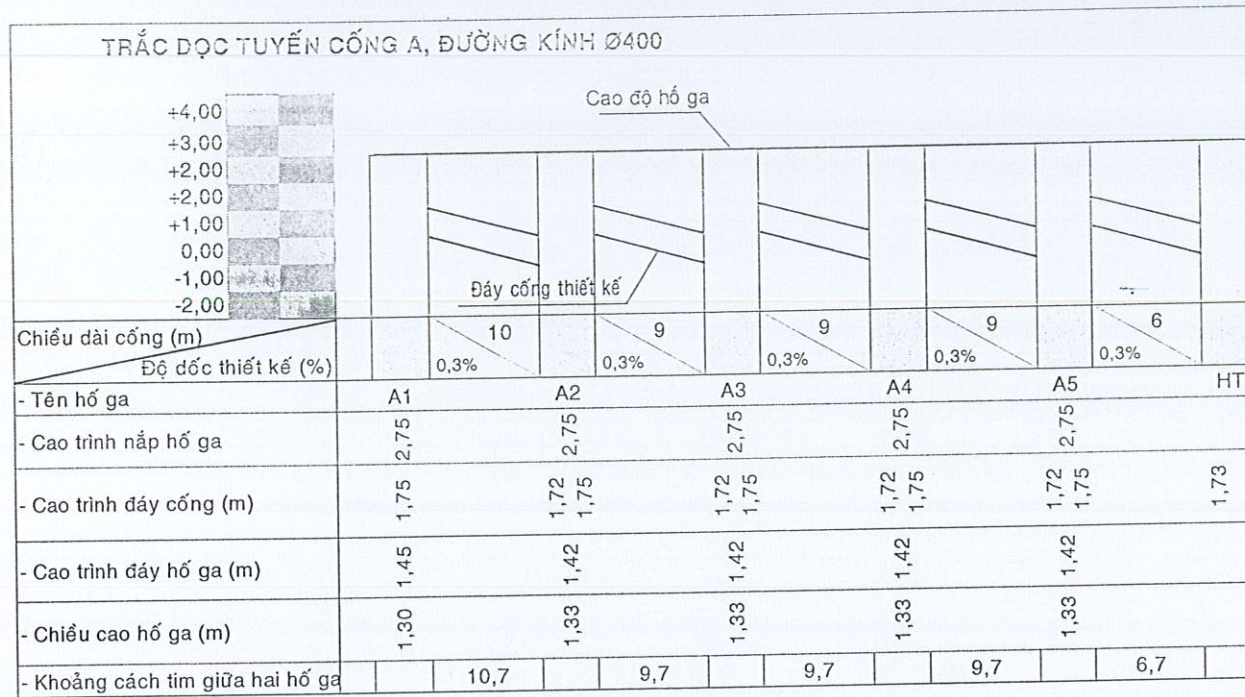 TRẮC DỌC TUYẾN CỐNG A, ĐƯỜNG KÍNH Ø400
Cao độ hố ga
+4,00
+3,00
+2,00
+2,00
+1,00
0,00
-1,00
-2,00
Đáy cống thiết kế
Chiều dài cống (m) 10 9 9 9 6
Độ dốc thiết kế (%) 0,3% 0,3% 0,3% 0,3% 0,3%
- Tên hố ga A1 A2 A3 A4 A5 HT
- Cao trình nắp hố ga 2,75 2,75 2,75 2,75 2,75
- Cao trình đáy cống (m) 1,75 1,72 1,75 1,72 1,75 1,72 1,75 1,72 1,75 1,73
- Cao trình đáy hố ga (m) 1,45 1,42 1,42 1,42 1,42
- Chiều cao hố ga (m) 1,30 1,33 1,33 1,33 1,33
- Khoảng cách tim giữa hai hố ga 10,7 9,7 9,7 9,7 6,7